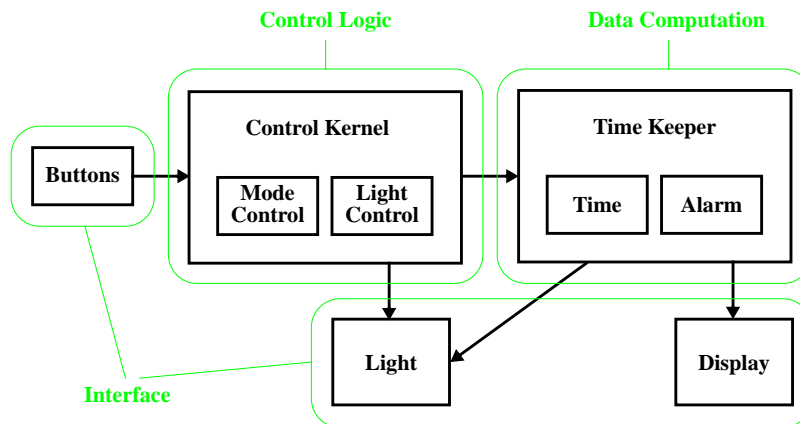 Control Logic
Data Computation
Control Kernel
Time Keeper
Buttons
Mode
Control
Light
Control
Time
Alarm
Light
Display
Interface